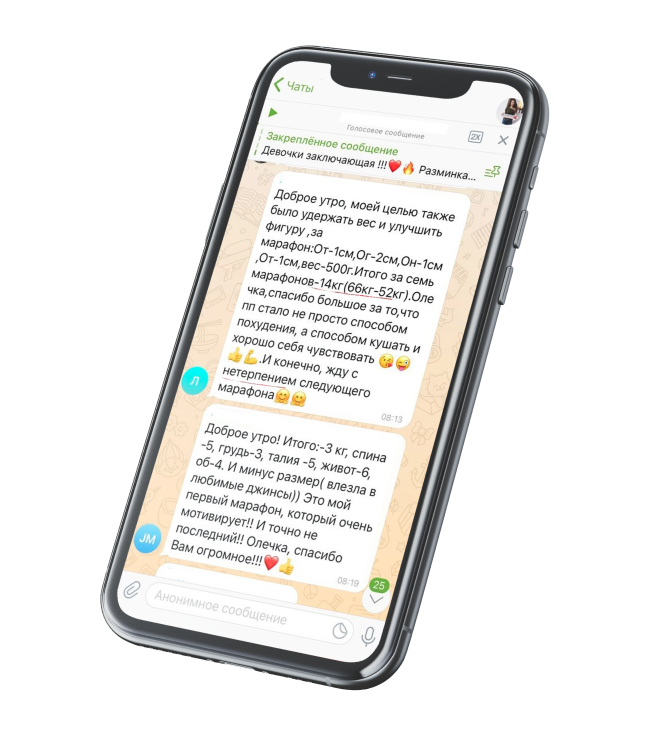 Чаты
Голосовое сообщение
2X
Закреплённое сообщение
Девочки заключающая !!!❤️🔥 Разминка...
Доброе утро, моей целью также
было удержать вес и улучшить
фигуру ,за
марафон:От-1см,Ог-2см,Он-1см
,От-1см,вес-500г.Итого за семь
марафонов-14кг(66кг-52кг).Оле
чка,спасибо большое за то,что
пп стало не просто способом
похудения, а способом кушать и
хорошо себя чувствовать 😘😜
👍💪.И конечно, жду с
нетерпением следующего
марафона🤗🤗
08:13
Л
Доброе утро! Итого:-3 кг, спина
-5, грудь-3, талия -5, живот-6,
об-4. И минус размер( влезла в
любимые джинсы)) Это мой
первый марафон, который очень
мотивирует!! И точно не
последний!! Олечка, спасибо
Вам огромное!!!❤️👍
08:19
JM
25
Анонимное сообщение